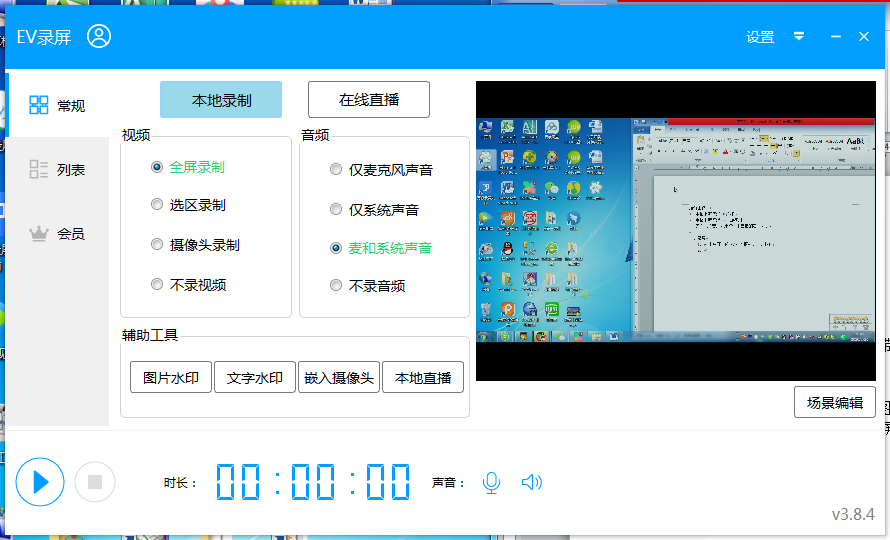 EV录屏
设置
常规
列表
会员
本地录制
在线直播
视频
全屏录制
选区录制
摄像头录制
不录视频
音频
仅麦克风声音
仅系统声音
麦和系统声音
不录音频
辅助工具
图片水印
文字水印
嵌入摄像头
本地直播
场景编辑
时长：
00:00:00
声音：
v3.8.4